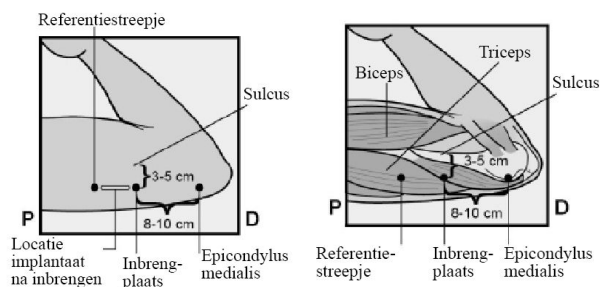 Referentiestreepje
Sulcus
3-5 cm
8-10 cm
P
D
Locatie
implantaat
na inbrengen
Inbreng-
plaats
Epicondylus
medialis
Triceps
Biceps
Sulcus
3-5 cm
8-10 cm
P
D
Referentie-
streepje
Inbreng-
plaats
Epicondylus
medialis